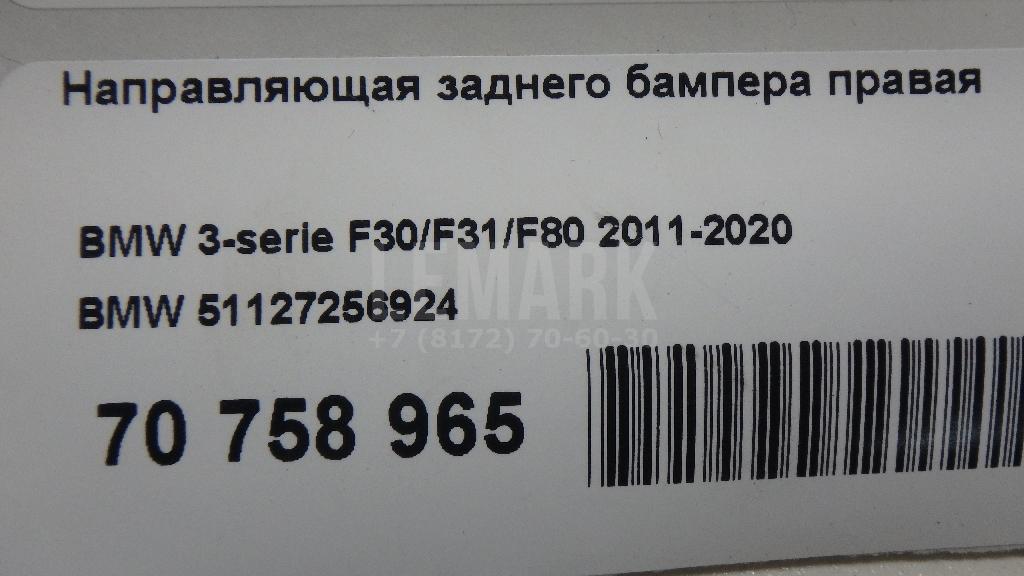 Направляющая заднего бампера правая
BMW 3-serie F30/F31/F80 2011-2020
LEMARK
BMW 51127256924
+7 (8172) 70-60-30
70 758 965